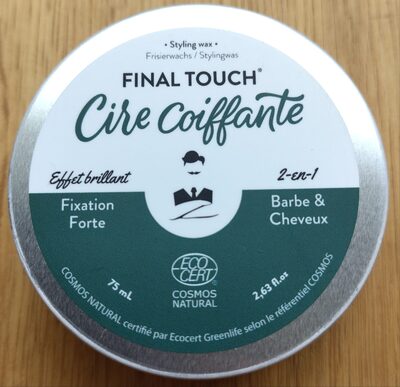 • Styling wax •
Frisierwachs / Stylingwas
FINAL TOUCH®
Cire Coiffante
Effet brillant
2-en-1
Fixation
Forte
Barbe &
Cheveux
75 mL
ECO
CERT
COSMOS
NATURAL
2,63 fl.oz
COSMOS NATURAL certifié par Ecocert Greenlife selon le référentiel COSMOS